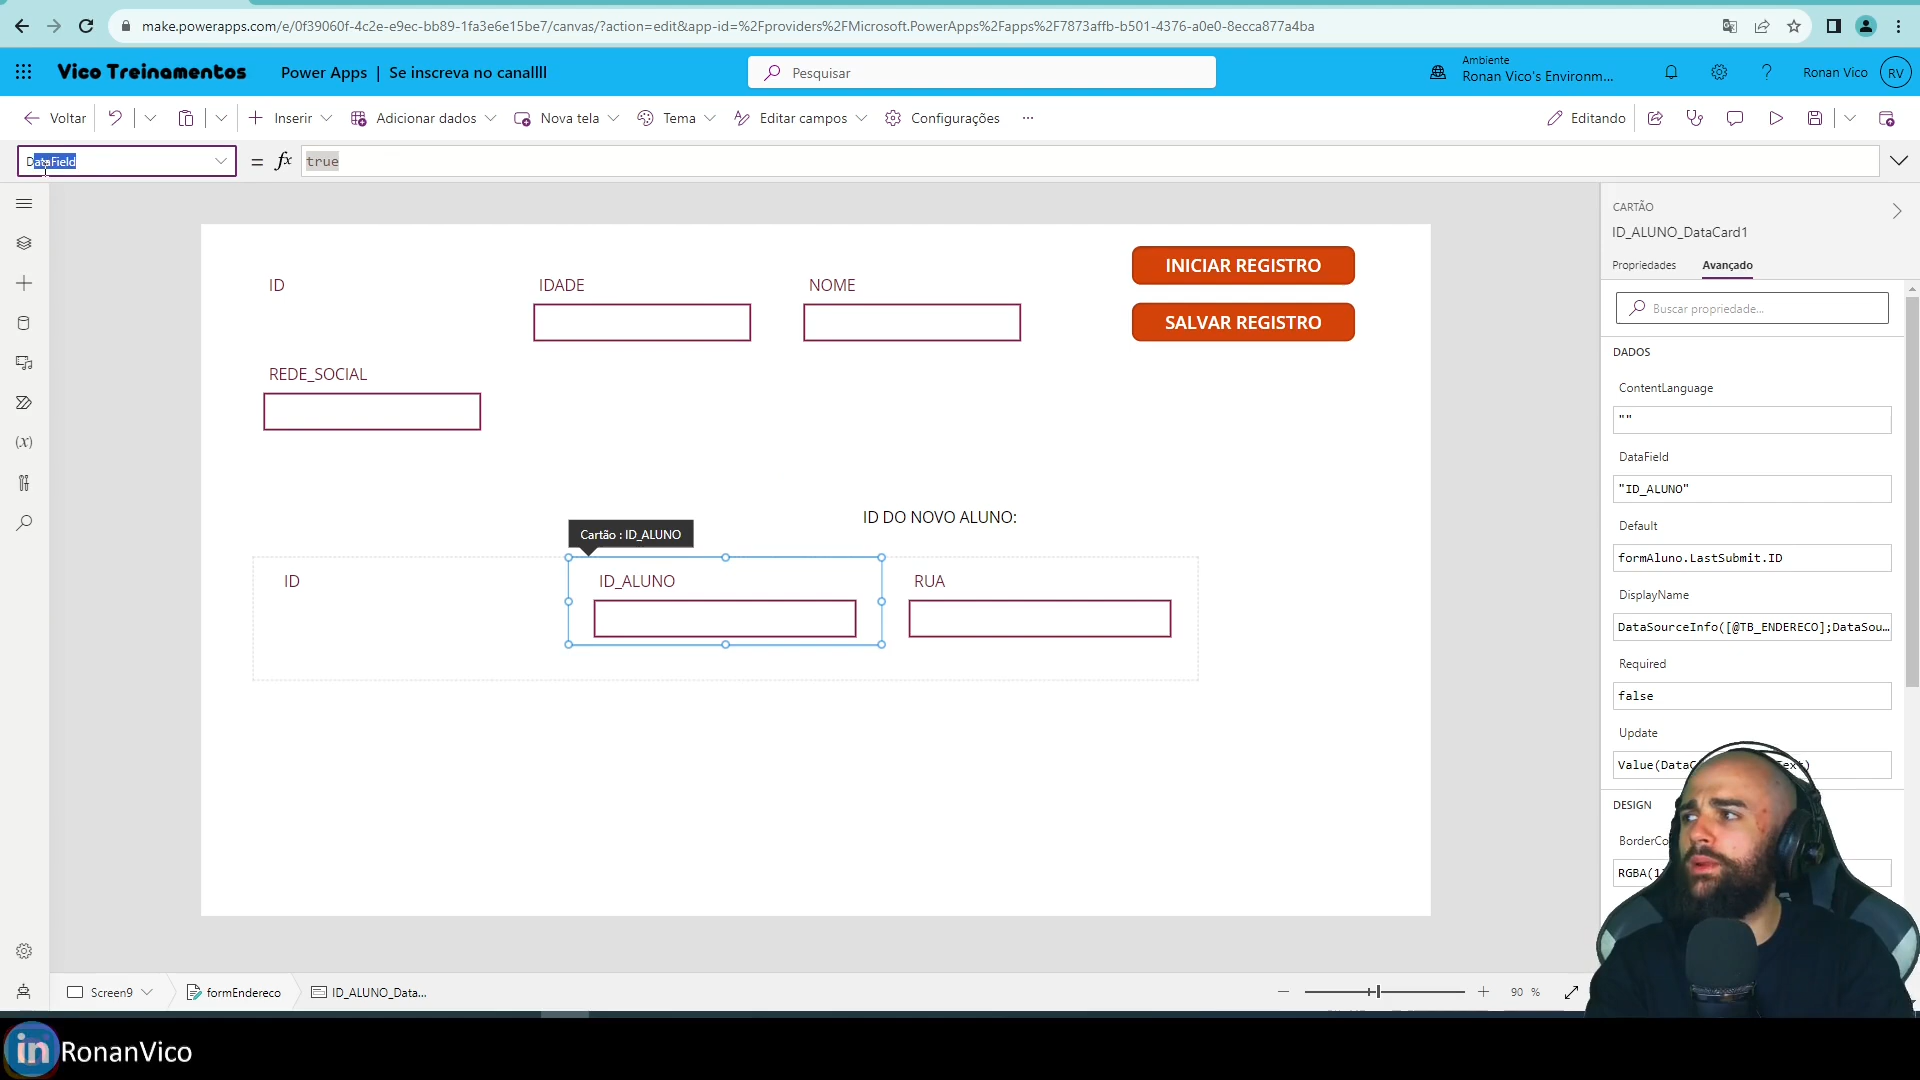 make.powerapps.com/e/0f39060f-4c2e-e9ec-bb89-1fa3e6e15be7/canvas/?action=edit&app-id=%2Fproviders%2FMicrosoft.PowerApps%2Fapps%2F7873affb-b501-4376-a0e0-8ecca877a4ba
Vico Treinamentos
Power Apps | Se inscreva no canallll
Pesquisar
Ambiente
Ronan Vico's Environm...
Ronan Vico
RV
Voltar
Inserir
Adicionar dados
Nova tela
Tema
Editar campos
Configurações
...
Editando
DataField
= fx
true
CARTÃO
ID_ALUNO_DataCard1
Propriedades
Avançado
Buscar propriedade...
DADOS
ContentLanguage
""
DataField
"ID_ALUNO"
Default
formAluno.LastSubmit.ID
DisplayName
DataSourceInfo([@TB_ENDERECO];DataSou...
Required
false
Update
DESIGN
INICIAR REGISTRO
SALVAR REGISTRO
ID
IDADE
NOME
REDE_SOCIAL
ID DO NOVO ALUNO:
Cartão : ID_ALUNO
ID
ID_ALUNO
RUA
Screen9
formEndereco
ID_ALUNO_Data...
90 %
in RonanVico